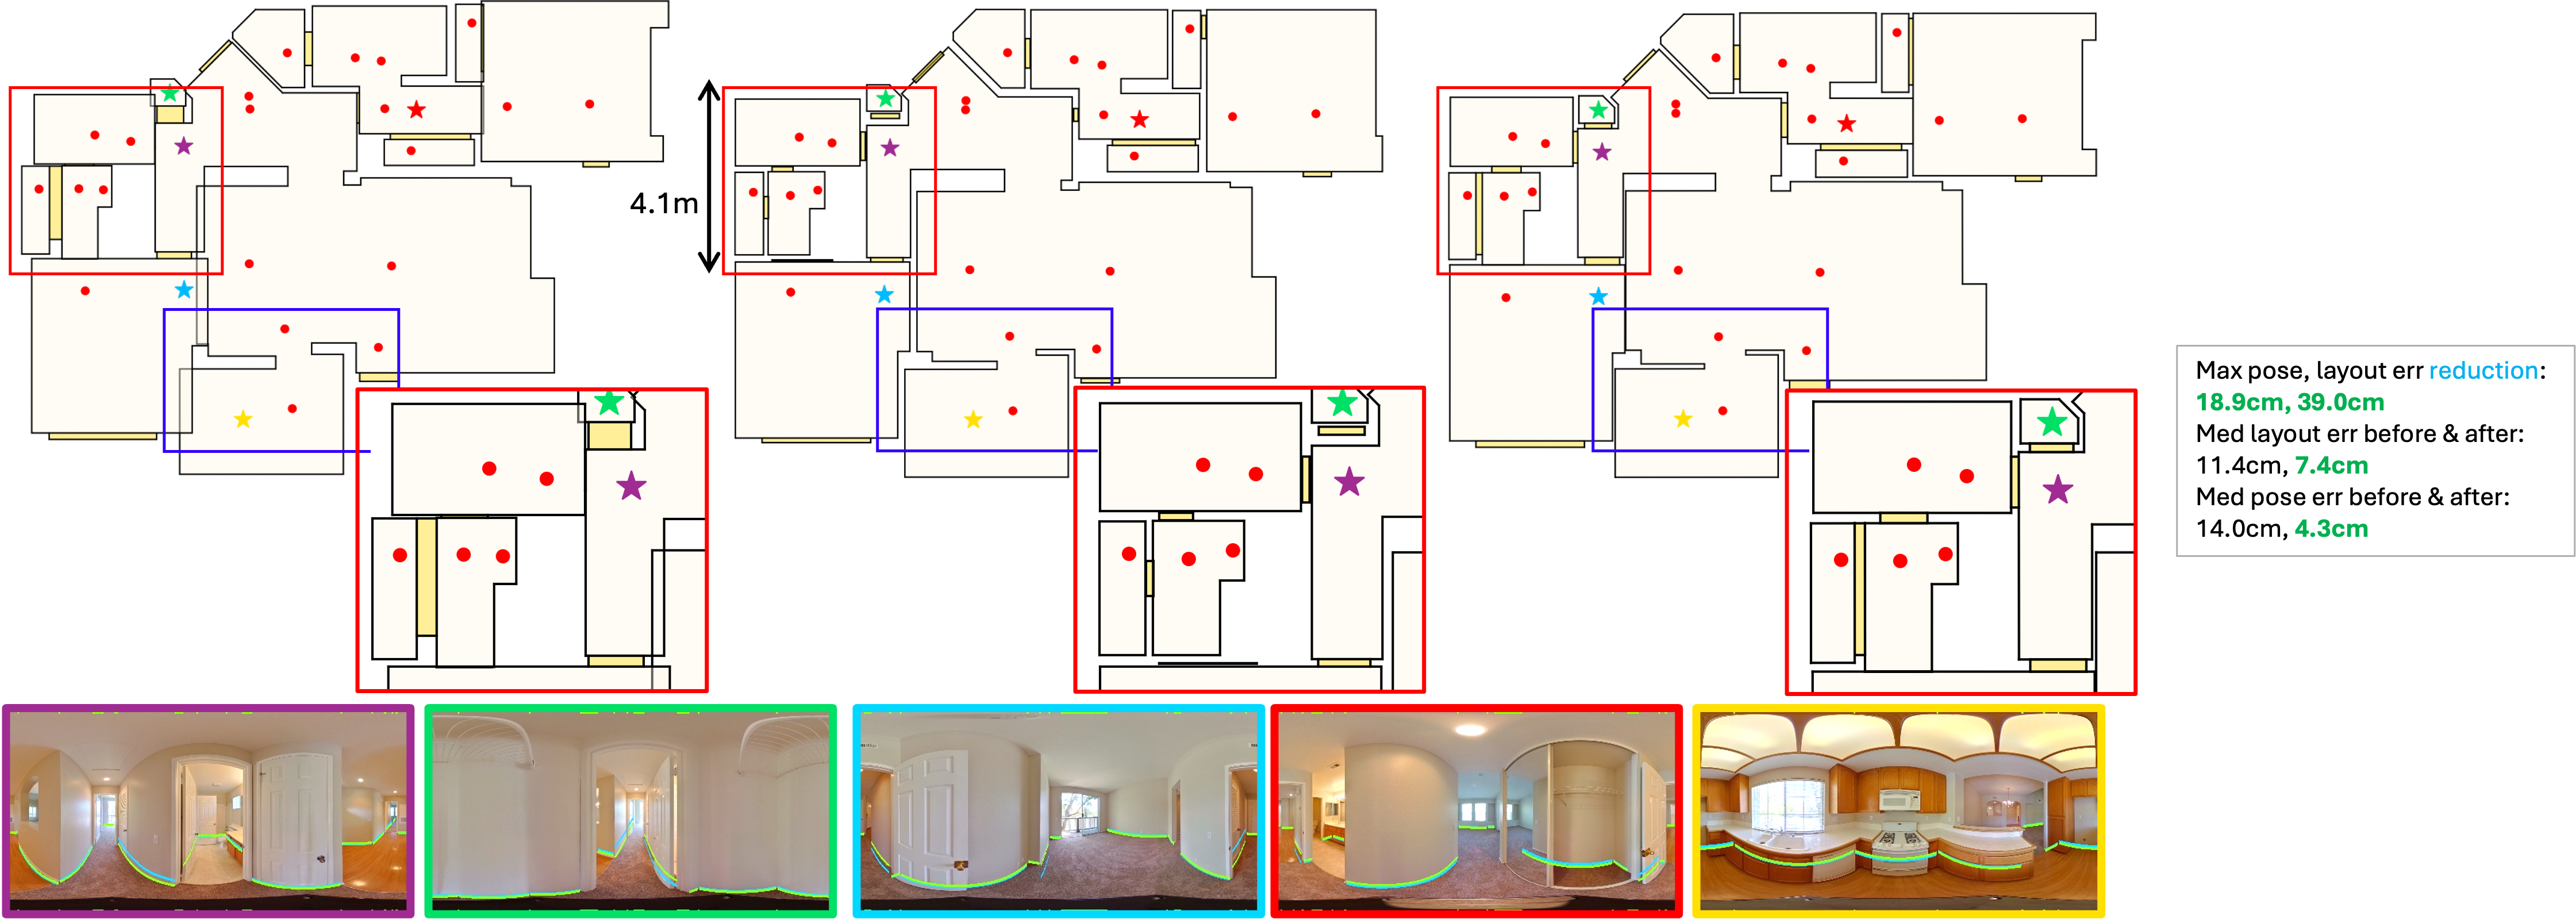 4.1m
Max pose, layout err reduction:
18.9cm, 39.0cm
Med layout err before & after:
11.4cm, 7.4cm
Med pose err before & after:
14.0cm, 4.3cm